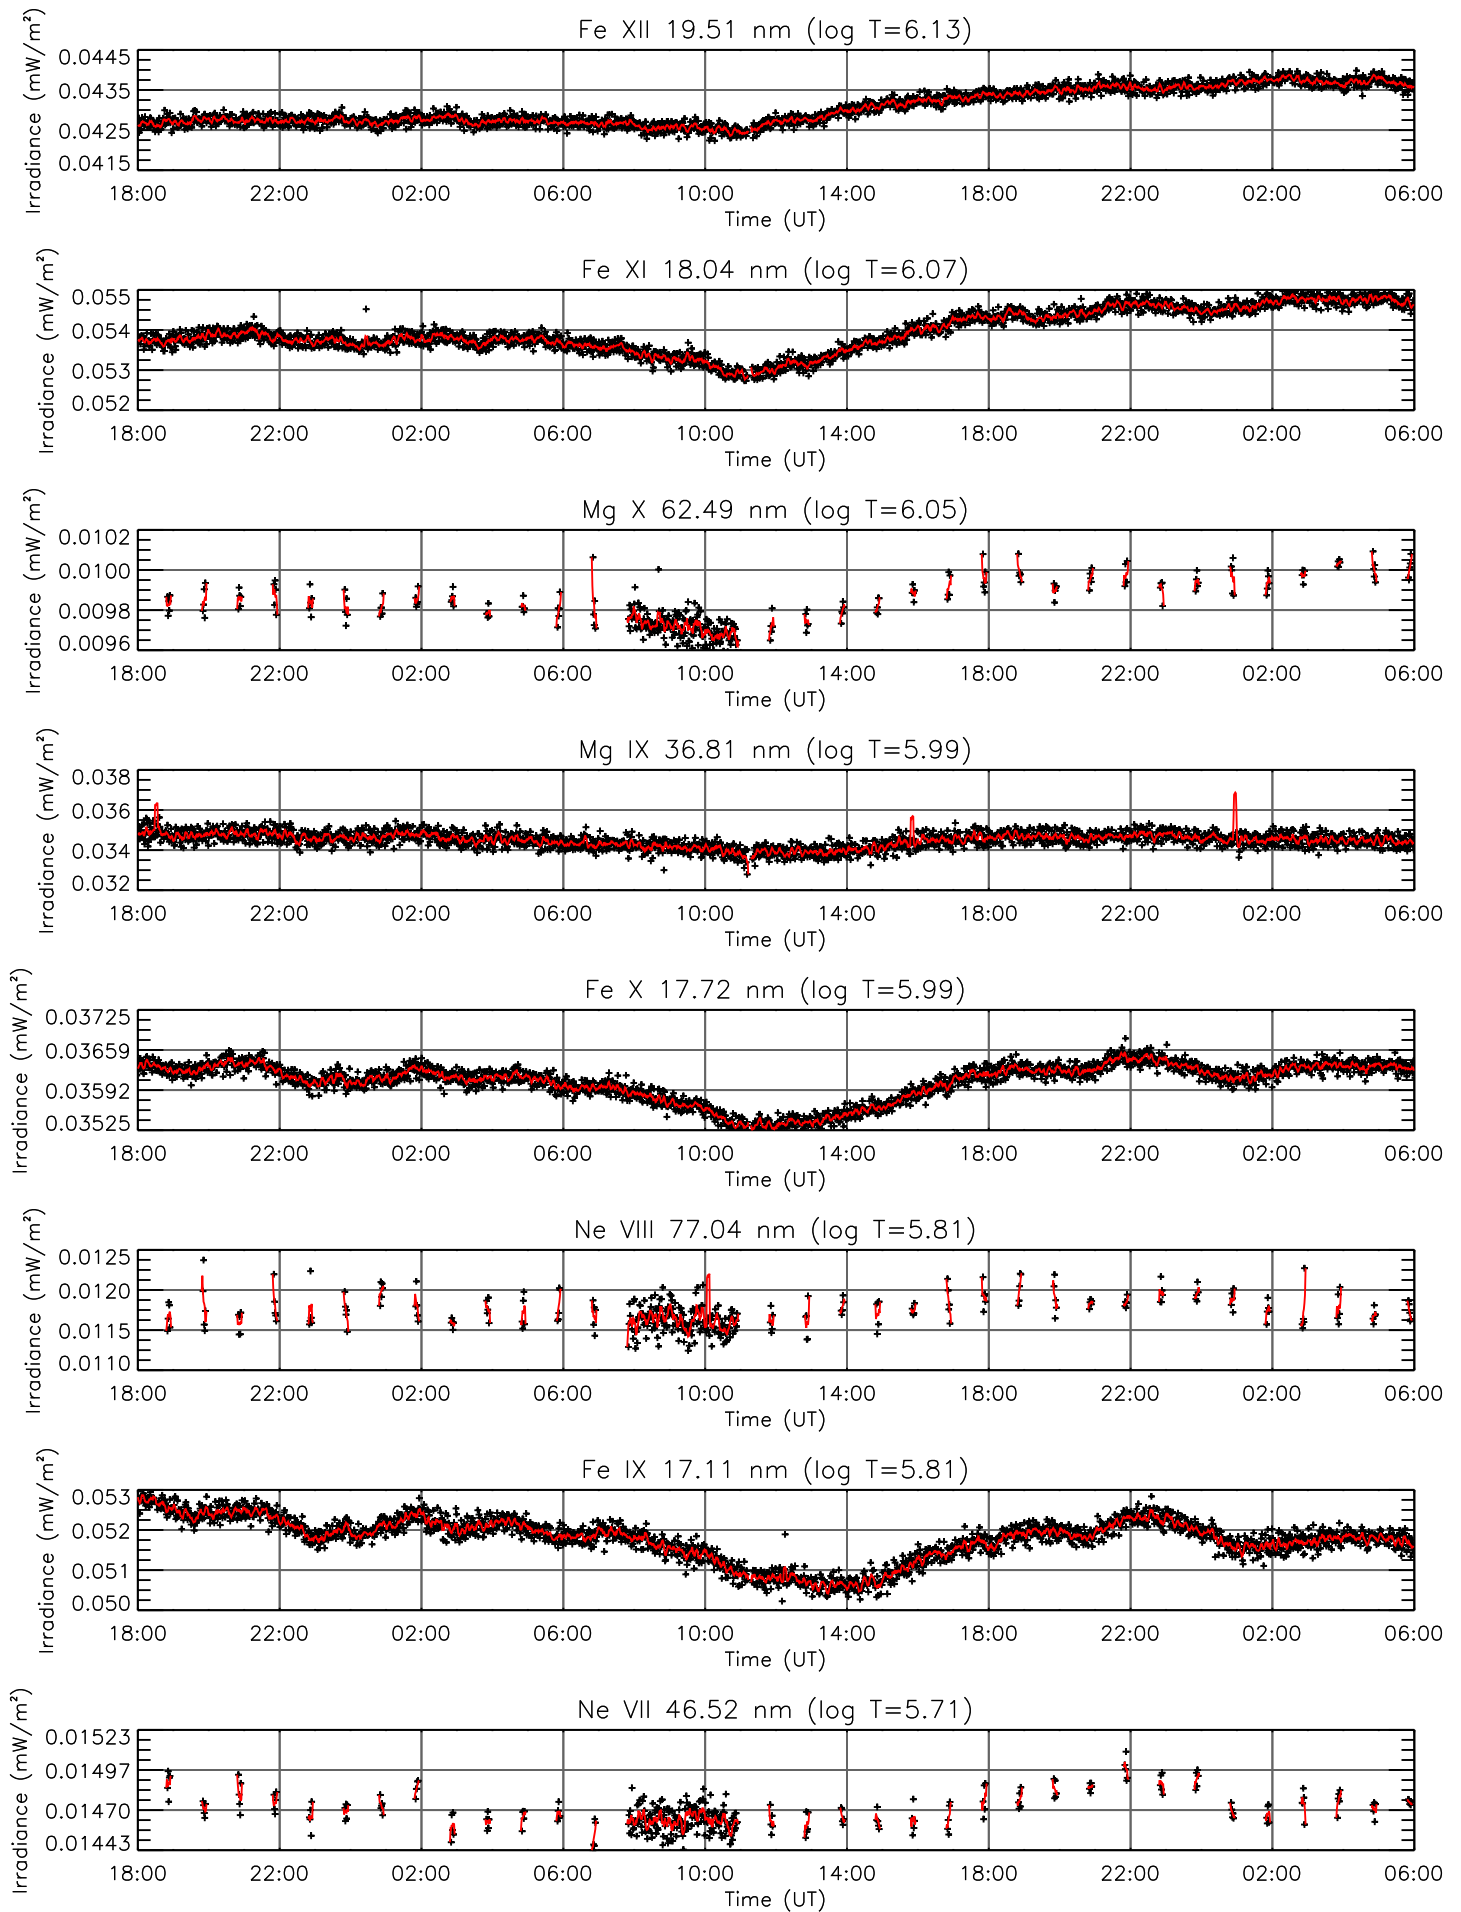 Fe XII 19.51 nm (log T=6.13)
Irradiance (mW/m²)
0.0445
0.0435
0.0425
0.0415
18:00 22:00 02:00 06:00 10:00 14:00 18:00 22:00 02:00 06:00
Time (UT)
Fe XI 18.04 nm (log T=6.07)
Irradiance (mW/m²)
0.055
0.054
0.053
0.052
18:00 22:00 02:00 06:00 10:00 14:00 18:00 22:00 02:00 06:00
Time (UT)
Mg X 62.49 nm (log T=6.05)
Irradiance (mW/m²)
0.0102
0.0100
0.0098
0.0096
18:00 22:00 02:00 06:00 10:00 14:00 18:00 22:00 02:00 06:00
Time (UT)
Mg IX 36.81 nm (log T=5.99)
Irradiance (mW/m²)
0.038
0.036
0.034
0.032
18:00 22:00 02:00 06:00 10:00 14:00 18:00 22:00 02:00 06:00
Time (UT)
Fe X 17.72 nm (log T=5.99)
Irradiance (mW/m²)
0.03725
0.03659
0.03592
0.03525
18:00 22:00 02:00 06:00 10:00 14:00 18:00 22:00 02:00 06:00
Time (UT)
Ne VIII 77.04 nm (log T=5.81)
Irradiance (mW/m²)
0.0125
0.0120
0.0115
0.0110
18:00 22:00 02:00 06:00 10:00 14:00 18:00 22:00 02:00 06:00
Time (UT)
Fe IX 17.11 nm (log T=5.81)
Irradiance (mW/m²)
0.053
0.052
0.051
0.050
18:00 22:00 02:00 06:00 10:00 14:00 18:00 22:00 02:00 06:00
Time (UT)
Ne VII 46.52 nm (log T=5.71)
Irradiance (mW/m²)
0.01523
0.01497
0.01470
0.01443
18:00 22:00 02:00 06:00 10:00 14:00 18:00 22:00 02:00 06:00
Time (UT)